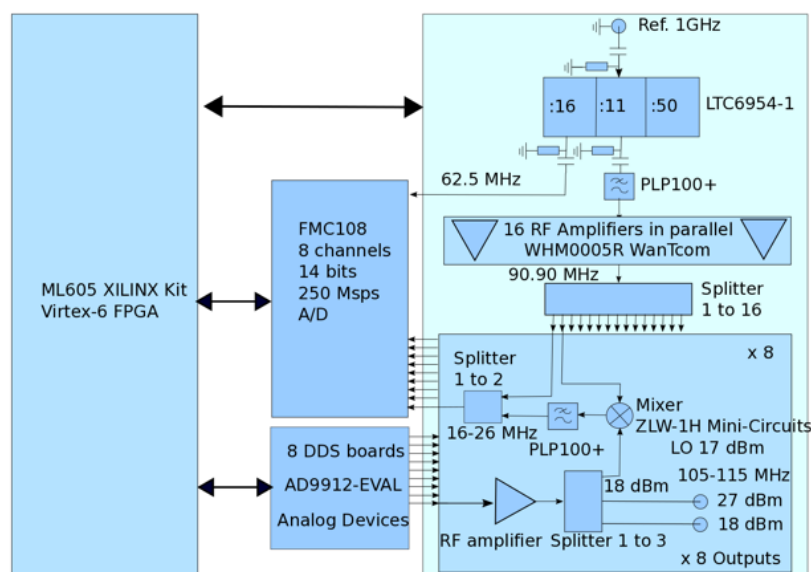 Ref. 1GHz
:16
:11
:50
LTC6954-1
62.5 MHz
PLP100+
FMC108
8 channels
14 bits
250 Msps
A/D
16 RF Amplifiers in parallel
WHM0005R WanTcom
90.90 MHz
Splitter
1 to 16
ML605 XILINX Kit
Virtex-6 FPGA
x 8
Splitter
1 to 2
Mixer
ZLW-1H Mini-Circuits
LO 17 dBm
16-26 MHz
PLP100+
8 DDS boards
AD9912-EVAL
Analog Devices
105-115 MHz
18 dBm
27 dBm
18 dBm
RF amplifier
Splitter 1 to 3
x 8 Outputs